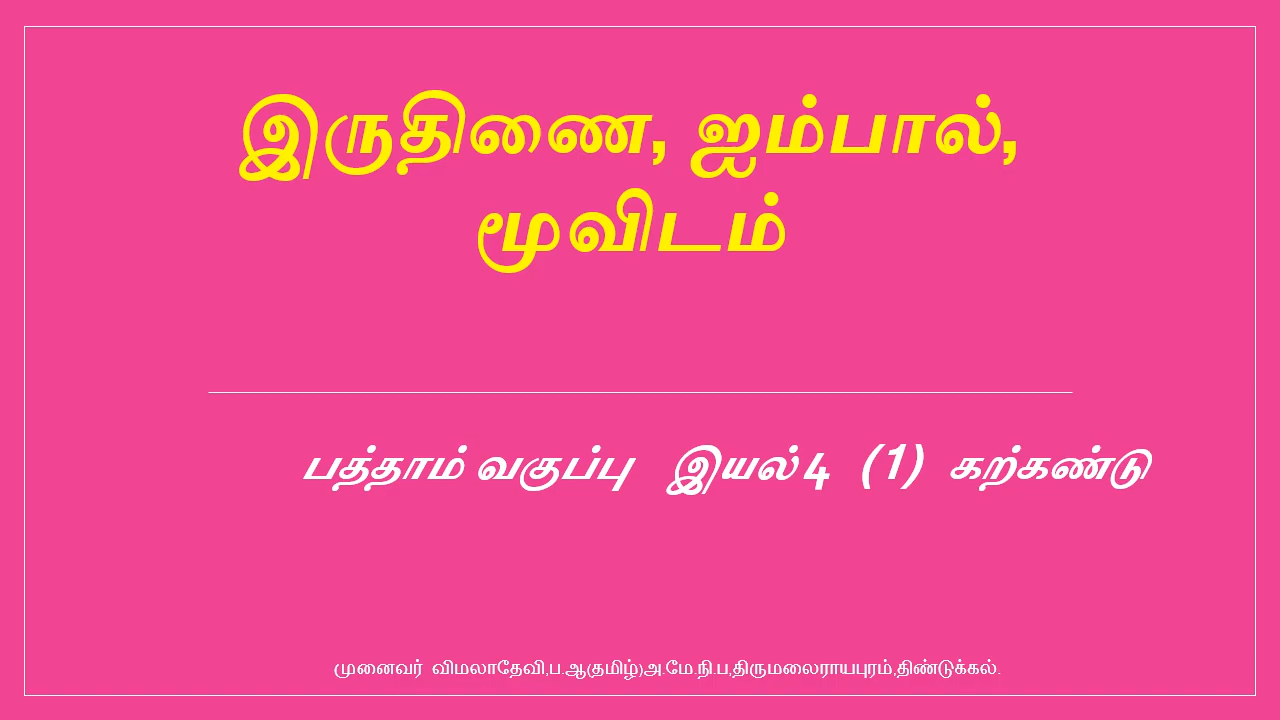 இருதிணை, ஐம்பால்,
மூவிடம்
பத்தாம் வகுப்பு இயல் 4 (1) கற்கண்டு
முனைவர் விமலாதேவி,ப.ஆ(தமிழ்)அ.மே.நி.ப,திருமலைராயபுரம்,திண்டுக்கல்.